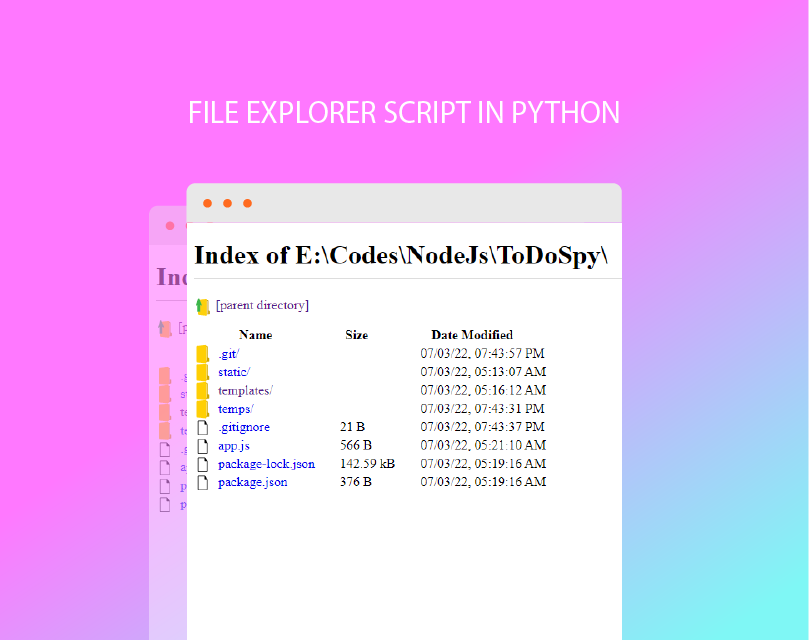 FILE EXPLORER SCRIPT IN PYTHON
Index of E:\Codes\NodeJs\ToDoSpy\
[parent directory]
Name Size Date Modified
.git/ 07/03/22, 07:43:57 PM
static/ 07/03/22, 05:13:07 AM
templates/ 07/03/22, 05:16:12 AM
temps/ 07/03/22, 07:43:31 PM
.gitignore 21 B 07/03/22, 07:43:37 PM
app.js 566 B 07/03/22, 05:21:10 AM
package-lock.json 142.59 kB 07/03/22, 05:19:16 AM
package.json 376 B 07/03/22, 05:19:16 AM